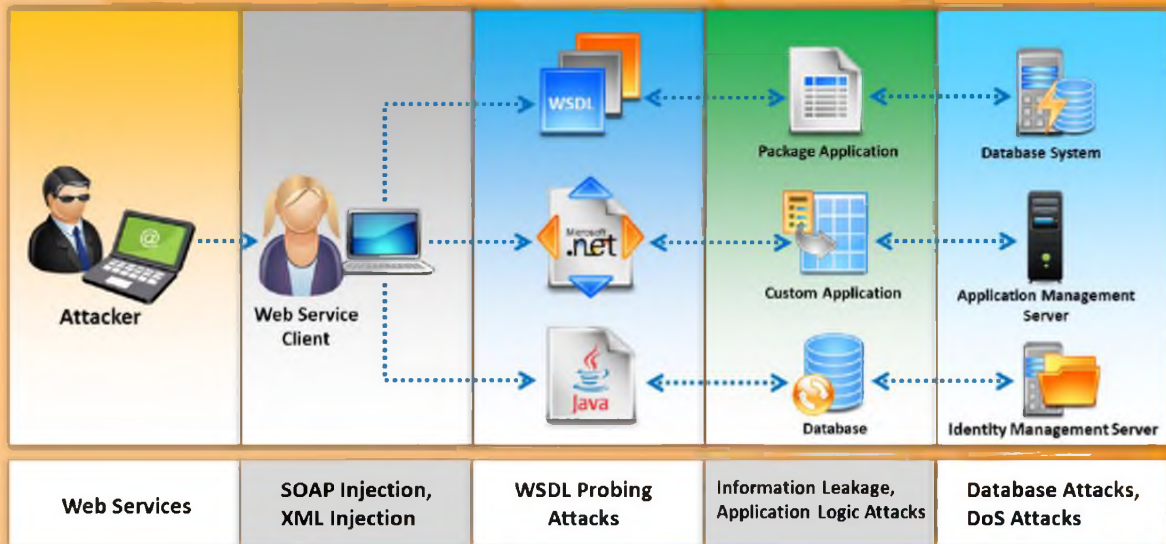 WSDL
Package Application
Database System
@
Attacker
Web Service
Client
Microsoft
.net
Custom Application
Application Management
Server
Java
Database
Identity Management Server
Web Services
SOAP Injection,
XML Injection
WSDL Probing
Attacks
Information Leakage,
Application Logic Attacks
Database Attacks,
DoS Attacks